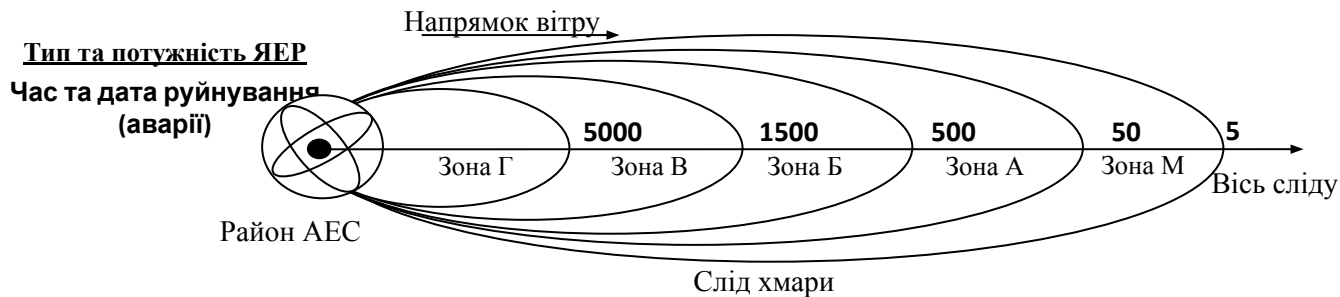 Напрямок вітру
Тип та потужність ЯЕР
Час та дата руйнування
(аварії)
5000 1500 500 50 5
Зона Г Зона В Зона Б Зона А Зона М
Вісь сліду
Район АЕС
Слід хмари